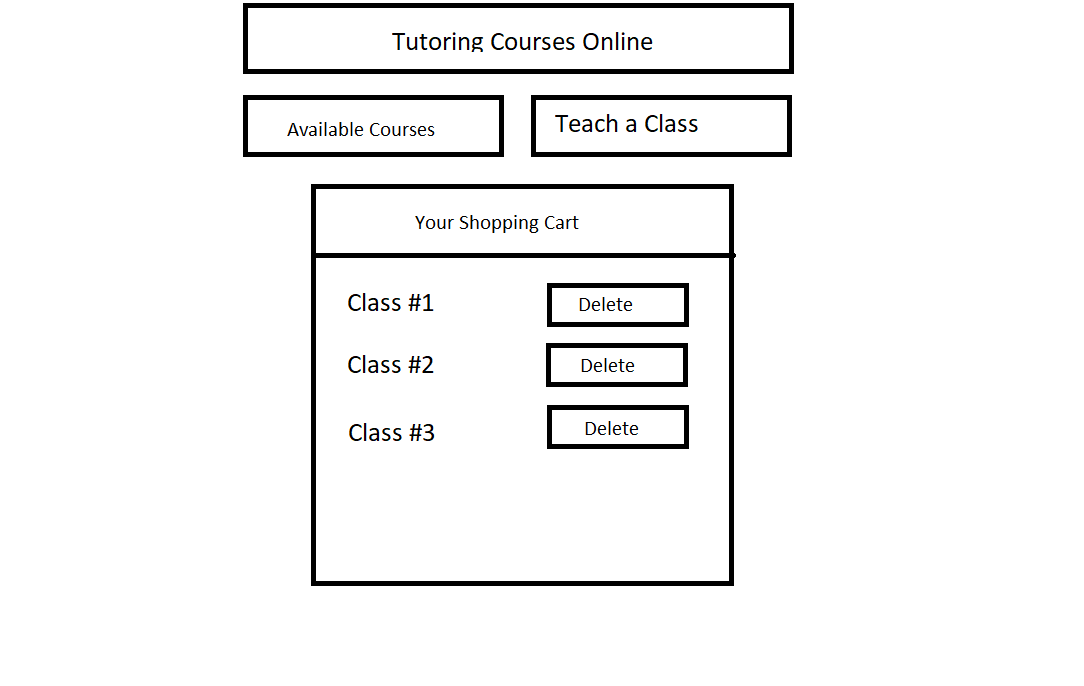 Tutoring Courses Online
Available Courses
Teach a Class
Your Shopping Cart
Class #1
Delete
Class #2
Delete
Class #3
Delete